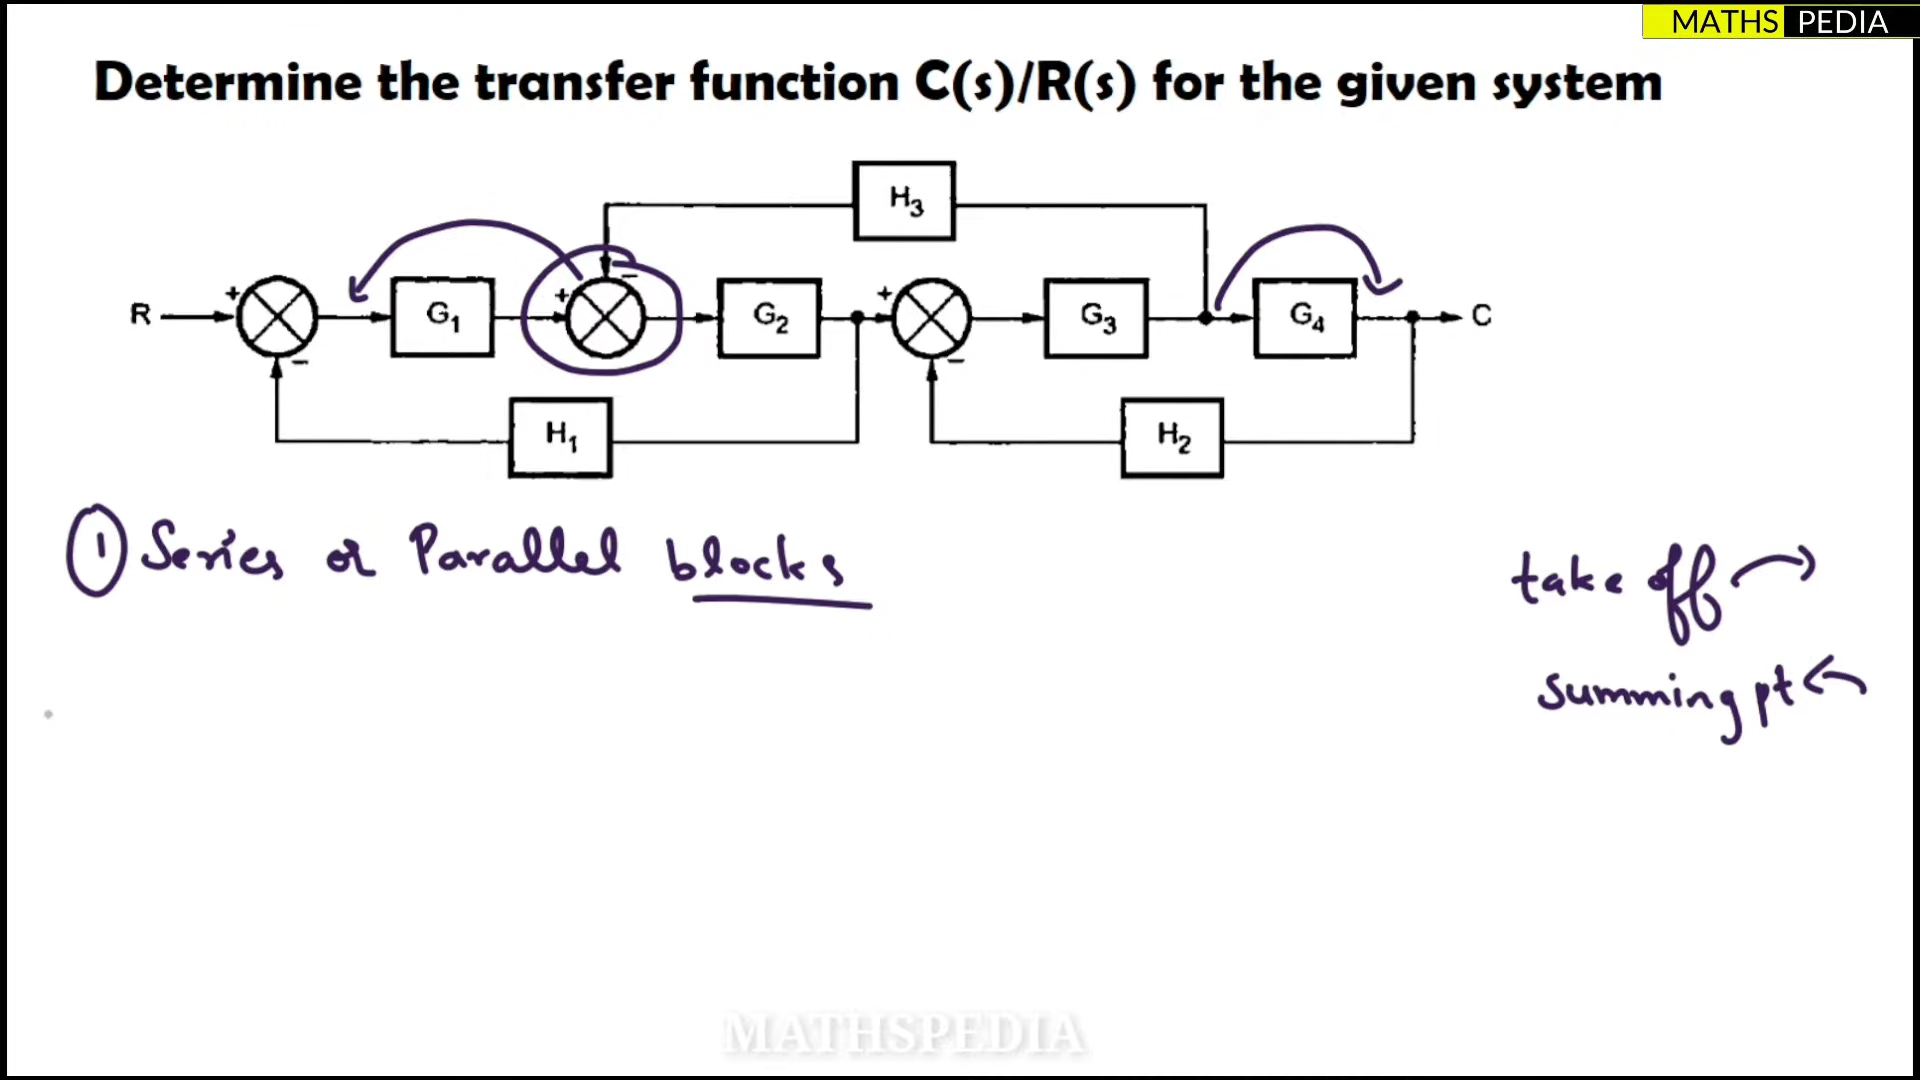 MATHS PEDIA
Determine the transfer function C(s)/R(s) for the given system
H3
R + - G1 + - G2 + - G3 G4 C
H1 H2
① Series or Parallel blocks
take off
summing pt
MATHSPEDIA